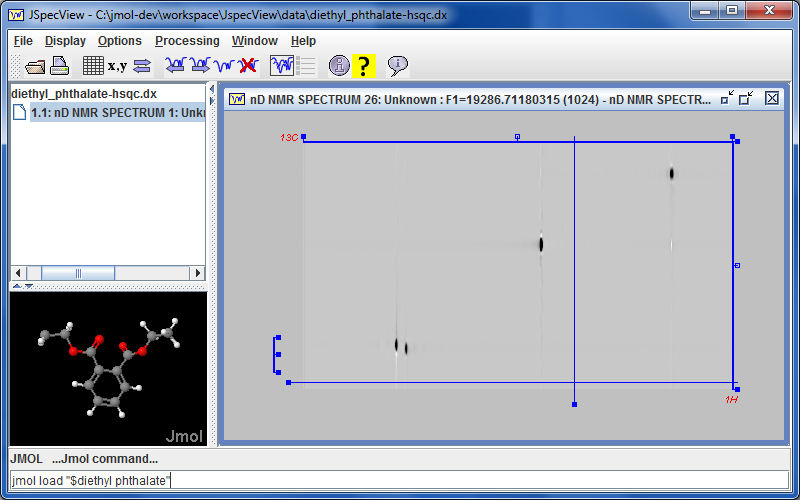 JSpecView - C:\jmol-dev\workspace\JspecView\data\diethyl_phthalate-hsqc.dx
File Display Options Processing Window Help
x,y
?
diethyl_phthalate-hsqc.dx
1.1: nD NMR SPECTRUM 1: Unkn
nD NMR SPECTRUM 26: Unknown : F1=19286.71180315 (1024) - nD NMR SPECTR...
13C
1H
Jmol
JMOL ...Jmol command...
jmol load "$diethyl phthalate"